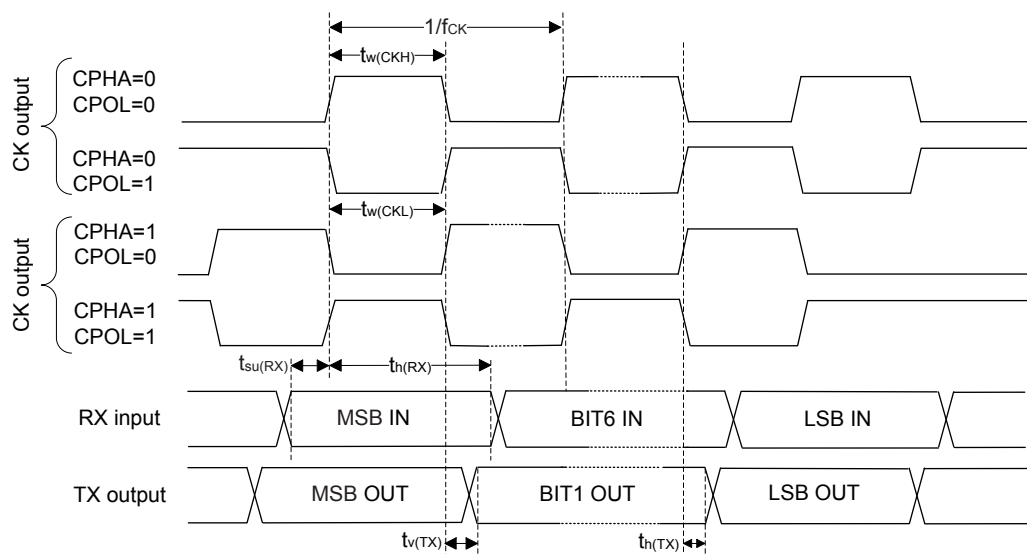 1/fCK
tw(CKH)
CK output
CPHA=0
CPOL=0
CPHA=0
CPOL=1
tw(CKL)
CK output
CPHA=1
CPOL=0
CPHA=1
CPOL=1
tsu(RX)
th(RX)
RX input
MSB IN
BIT6 IN
LSB IN
TX output
MSB OUT
BIT1 OUT
LSB OUT
tv(TX)
th(TX)